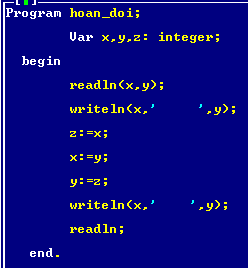 Program hoan_doi;
Var x,y,z: integer;
begin
readln(x,y);
writeln(x,'      ',y);
z:=x;
x:=y;
y:=z;
writeln(x,'     ',y);
readln;
end.